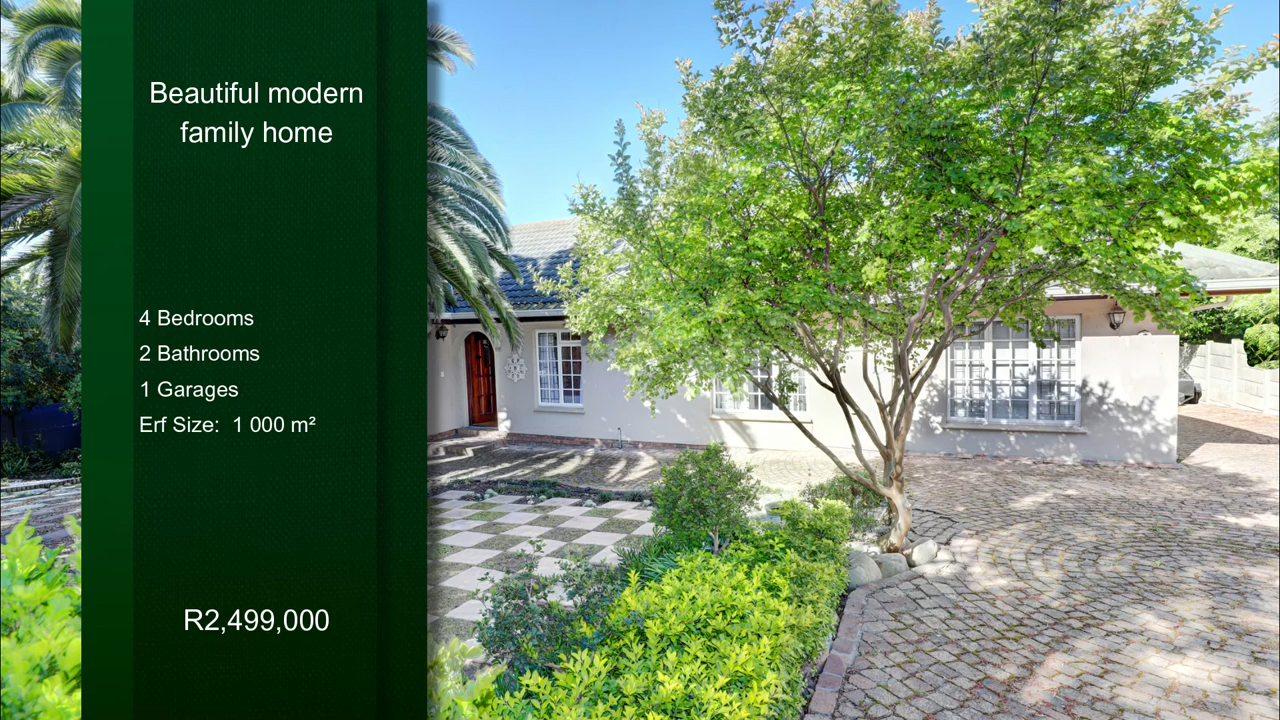 Beautiful modern
family home
4 Bedrooms
2 Bathrooms
1 Garages
Erf Size:  1 000 m²
R2,499,000